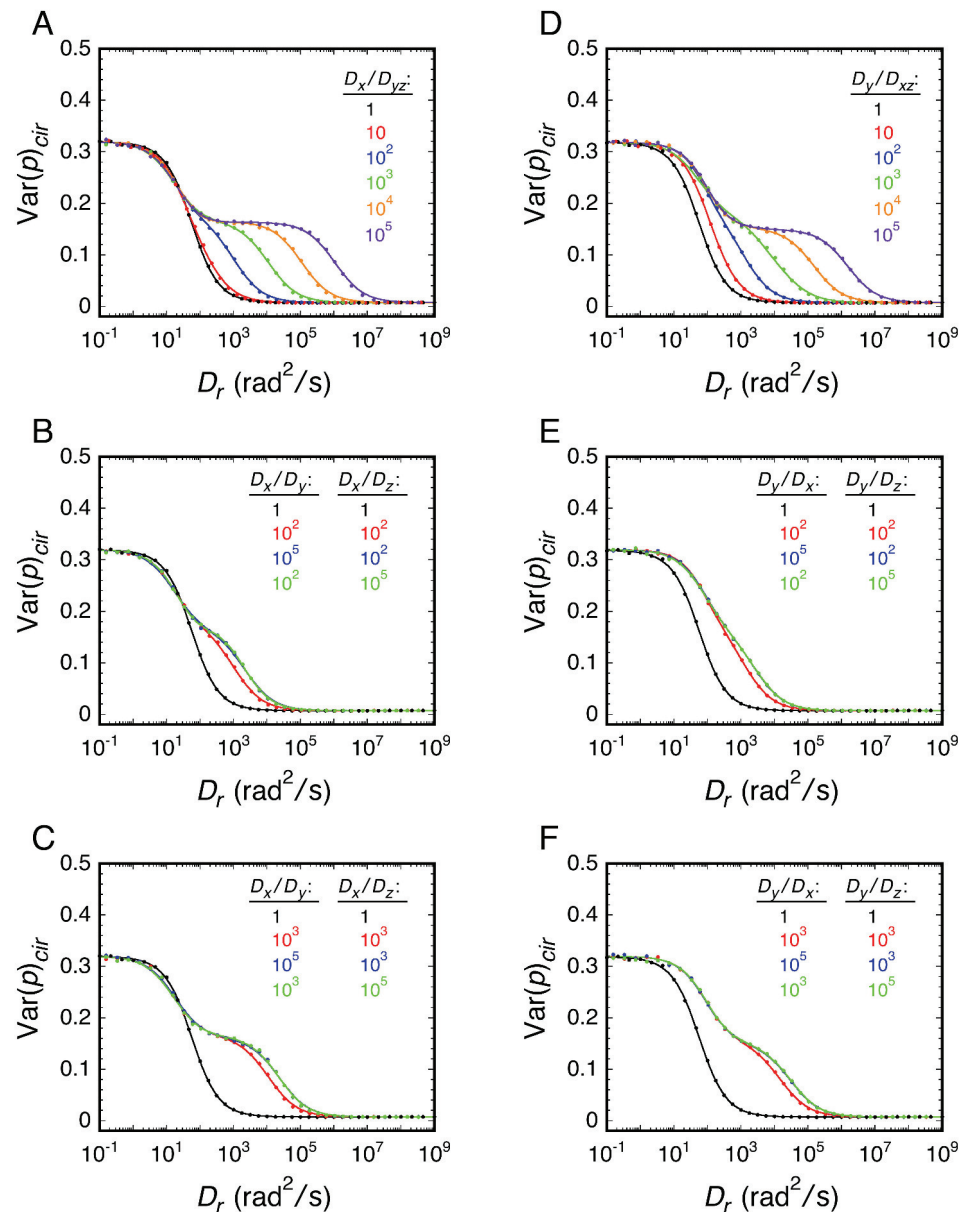 A
0.5
0.4
0.3
0.2
0.1
0
Var(p)cir
Dx/Dyz:
1
10
10²
10³
10⁴
10⁵
10⁻¹ 10¹ 10³ 10⁵ 10⁷ 10⁹
Dr (rad²/s)
D
0.5
0.4
0.3
0.2
0.1
0
Var(p)cir
Dy/Dxz:
1
10
10²
10³
10⁴
10⁵
10⁻¹ 10¹ 10³ 10⁵ 10⁷ 10⁹
Dr (rad²/s)
B
0.5
0.4
0.3
0.2
0.1
0
Var(p)cir
Dx/Dy: Dx/Dz:
1 1
10² 10²
10⁵ 10²
10² 10⁵
10⁻¹ 10¹ 10³ 10⁵ 10⁷ 10⁹
Dr (rad²/s)
E
0.5
0.4
0.3
0.2
0.1
0
Var(p)cir
Dy/Dx: Dy/Dz:
1 1
10² 10²
10⁵ 10²
10² 10⁵
10⁻¹ 10¹ 10³ 10⁵ 10⁷ 10⁹
Dr (rad²/s)
C
0.5
0.4
0.3
0.2
0.1
0
Var(p)cir
Dx/Dy: Dx/Dz:
1 1
10³ 10³
10⁵ 10³
10³ 10⁵
10⁻¹ 10¹ 10³ 10⁵ 10⁷ 10⁹
Dr (rad²/s)
F
0.5
0.4
0.3
0.2
0.1
0
Var(p)cir
Dy/Dx: Dy/Dz:
1 1
10³ 10³
10⁵ 10³
10³ 10⁵
10⁻¹ 10¹ 10³ 10⁵ 10⁷ 10⁹
Dr (rad²/s)